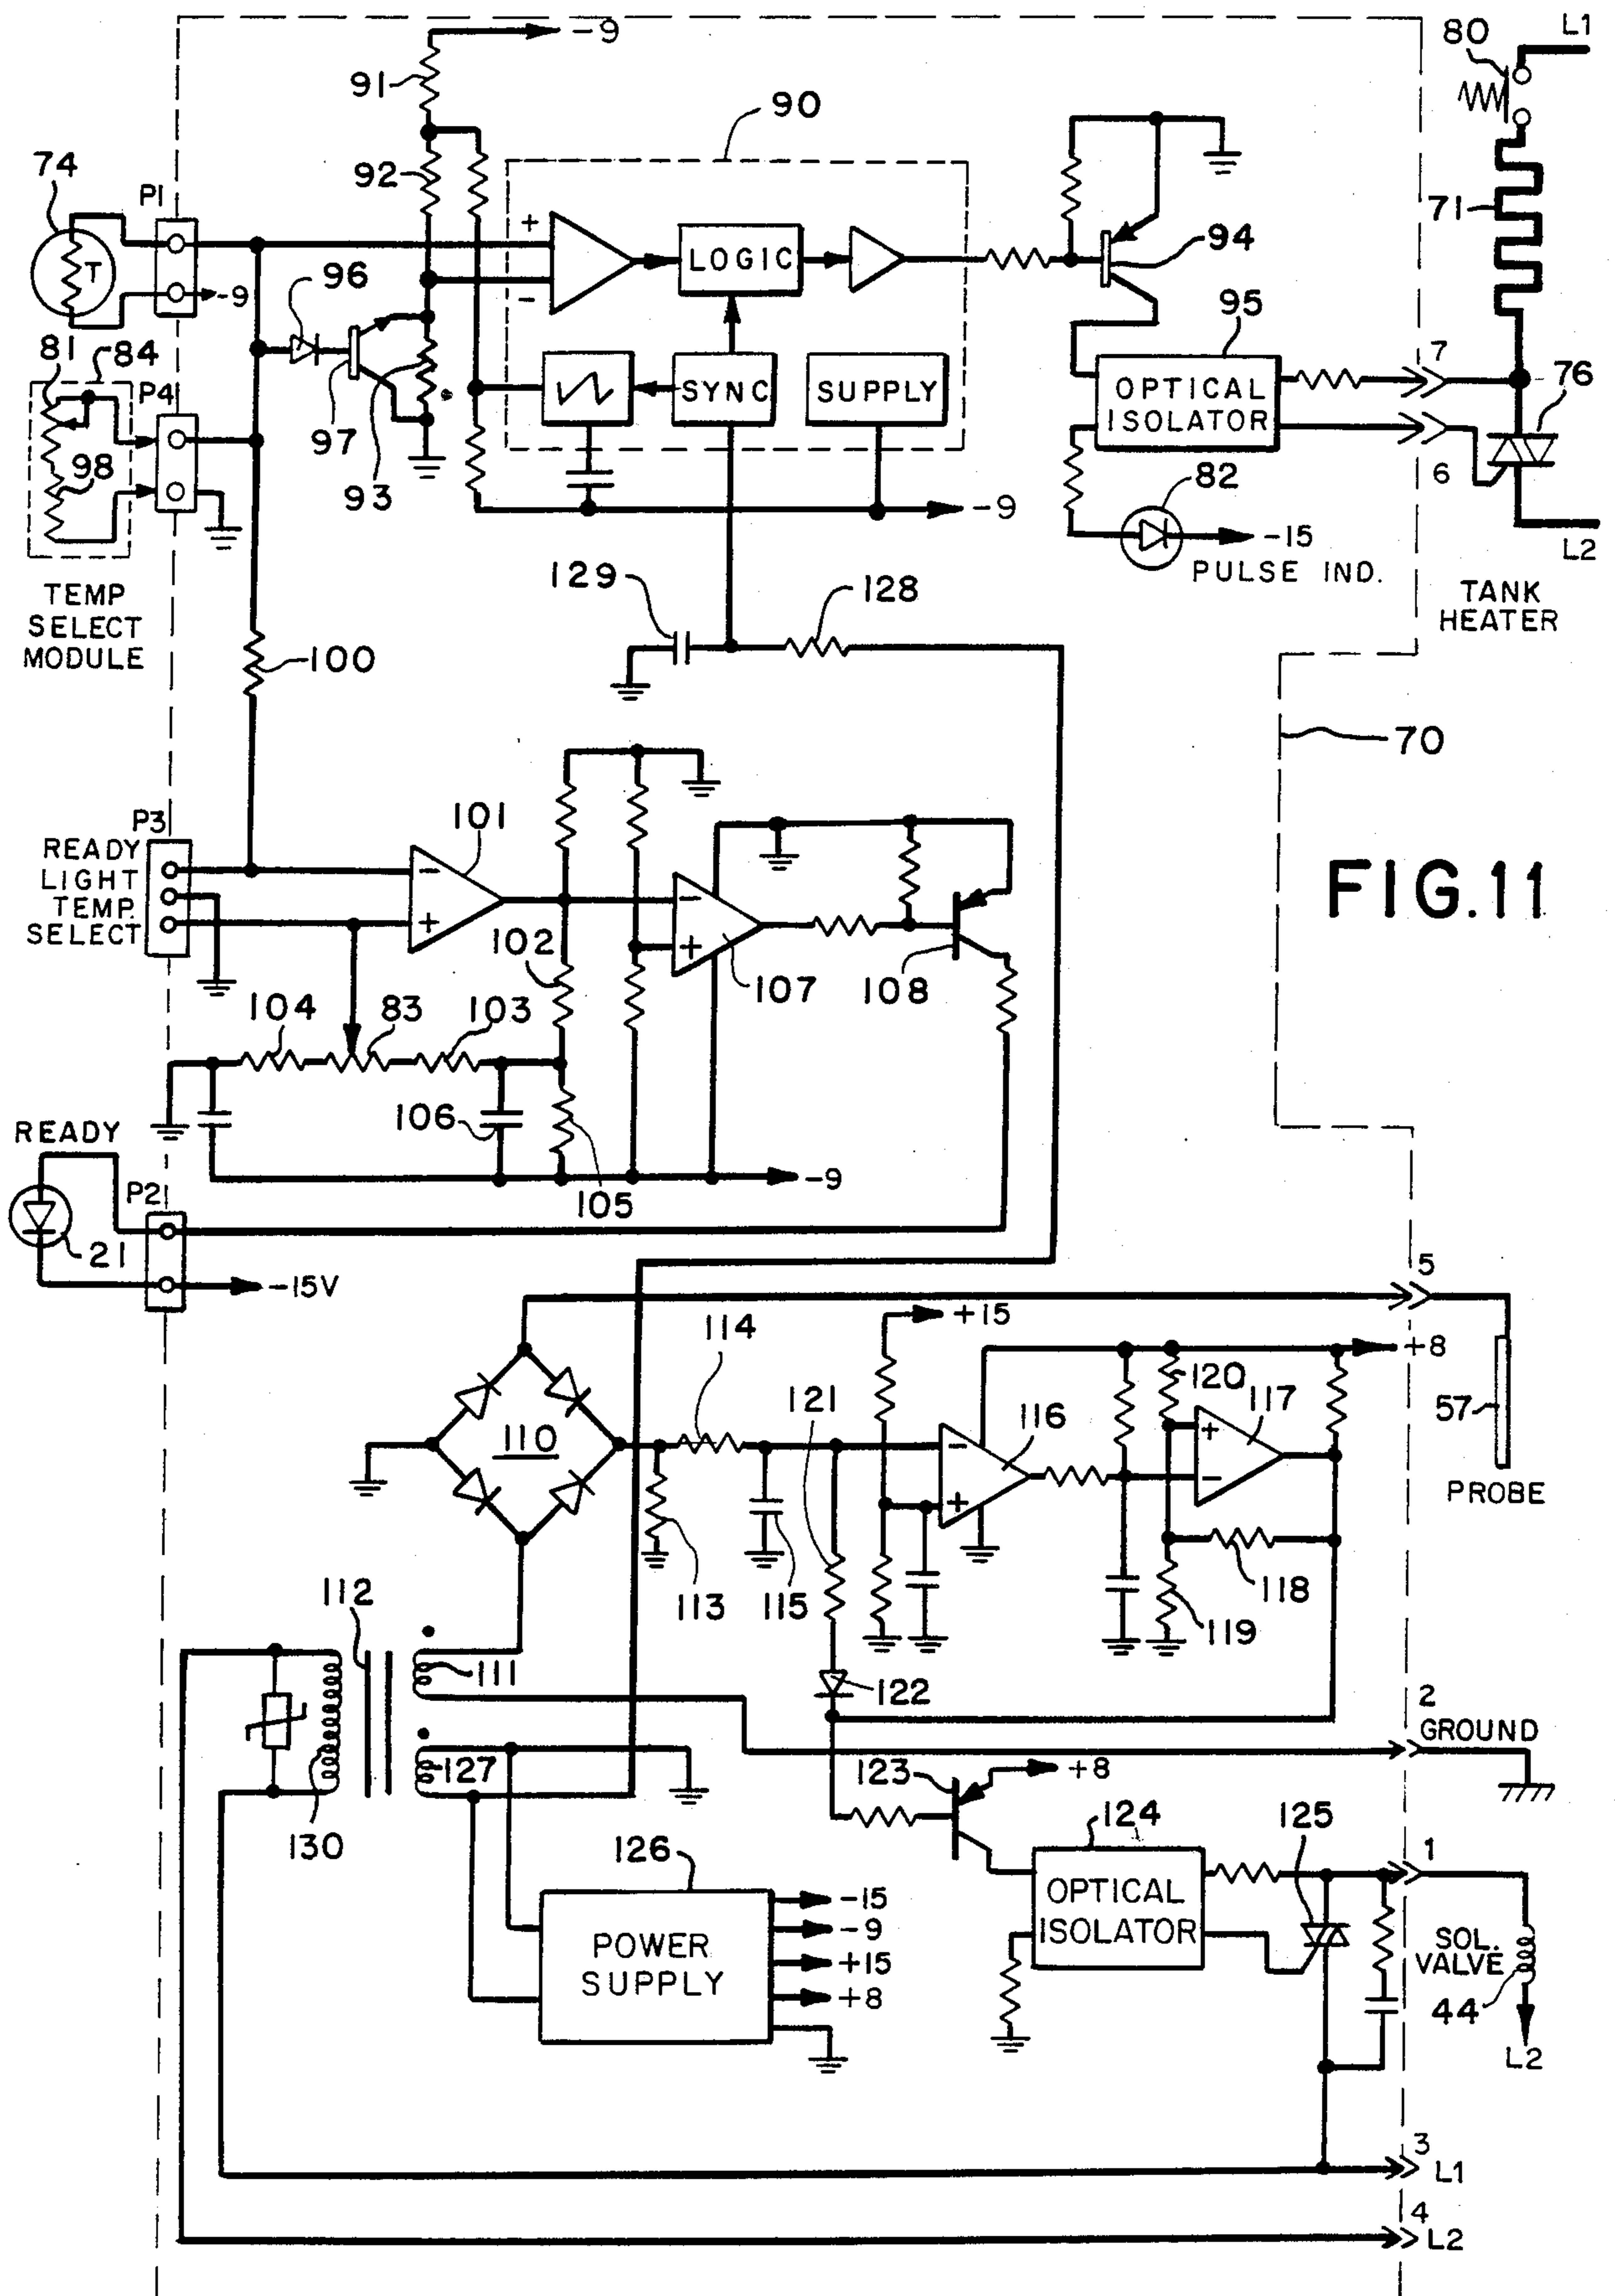 -9
80
L1
91
90
74
P1
92
+
94
71
T
LOGIC
-9
96
-
95
7
76
81
84
P4
SYNC
SUPPLY
OPTICAL
ISOLATOR
98
97
93
82
6
-9
-15
L2
PULSE IND.
129
128
TEMP
SELECT
MODULE
TANK
HEATER
100
70
P3
101
READY
LIGHT
TEMP.
SELECT
-
+
-
+
102
107
108
FIG.11
104
83
103
106
READY
-9
105
P2
21
-15V
5
114
+15
+8
120
117
121
116
57
110
-
+
+
-
PROBE
112
113
115
118
119
111
122
2
GROUND
127
123
+8
130
124
125
1
126
OPTICAL
ISOLATOR
-15
-9
+15
+8
POWER
SUPPLY
SOL.
VALVE
44
L2
3
L1
4
L2